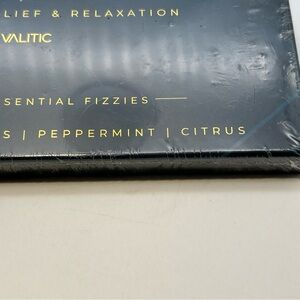 LIEF & RELAXATION
VALITIC
SENTIAL FIZZIES
S | PEPPERMINT | CITRUS